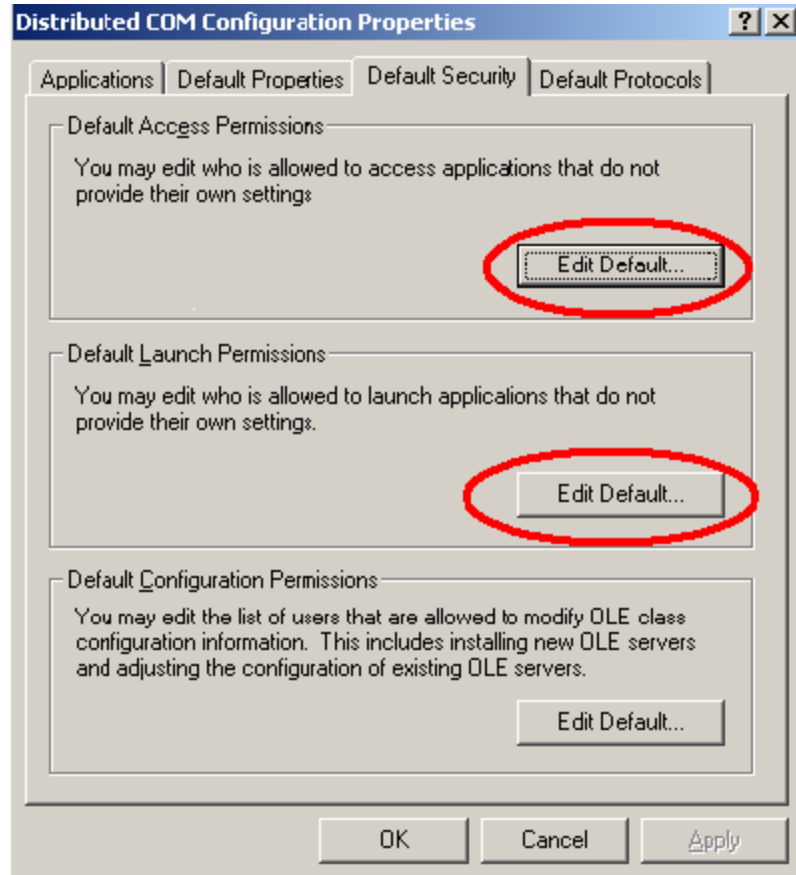 Distributed COM Configuration Properties
Applications
Default Properties
Default Security
Default Protocols
Default Access Permissions
You may edit who is allowed to access applications that do not
provide their own settings
Edit Default...
Default Launch Permissions
You may edit who is allowed to launch applications that do not
provide their own settings.
Edit Default...
Default Configuration Permissions
You may edit the list of users that are allowed to modify OLE class
configuration information. This includes installing new OLE servers
and adjusting the configuration of existing OLE servers.
Edit Default...
OK
Cancel
Apply